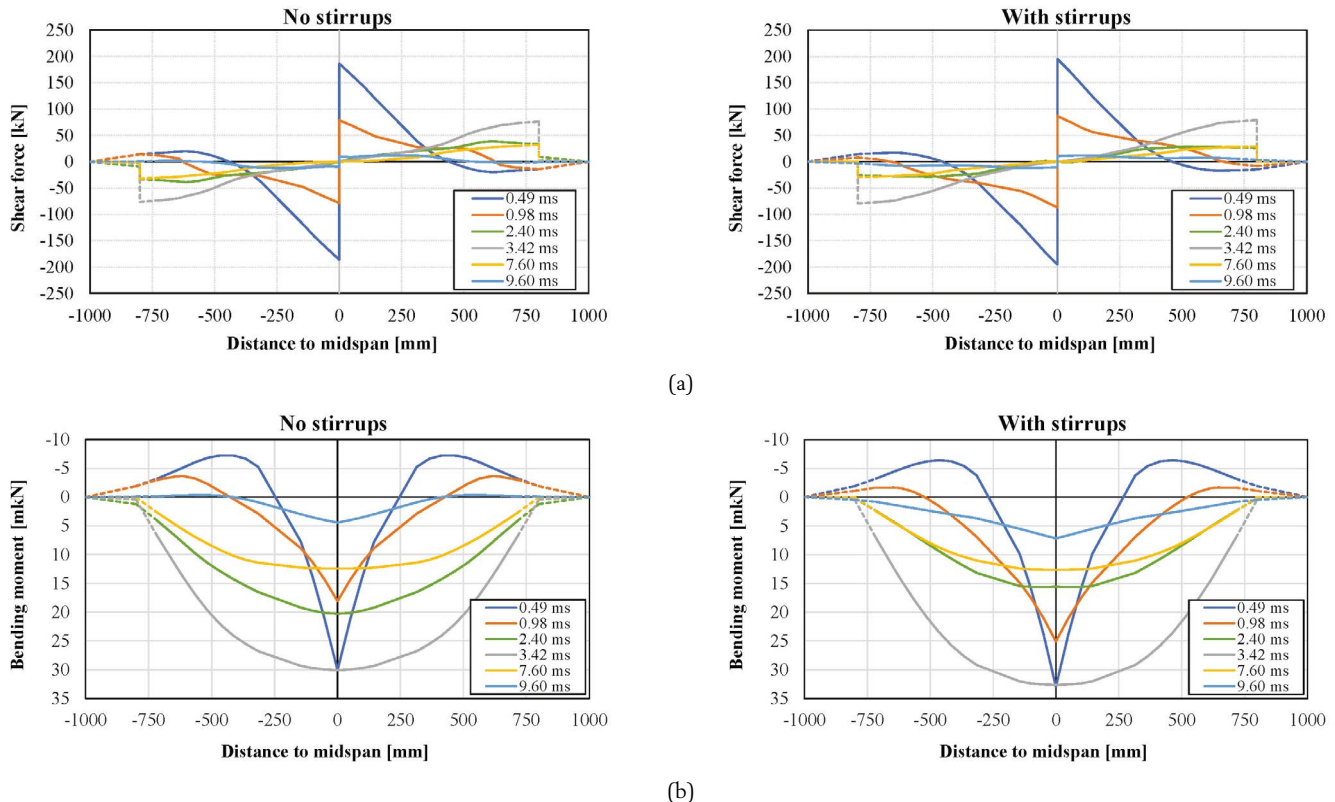 No stirrups
250
200
150
100
50
0
-50
-100
-150
-200
-250
Shear force [kN]
0.49 ms
0.98 ms
2.40 ms
3.42 ms
7.60 ms
9.60 ms
-1000 -750 -500 -250 0 250 500 750 1000
Distance to midspan [mm]
With stirrups
250
200
150
100
50
0
-50
-100
-150
-200
-250
Shear force [kN]
0.49 ms
0.98 ms
2.40 ms
3.42 ms
7.60 ms
9.60 ms
-1000 -750 -500 -250 0 250 500 750 1000
Distance to midspan [mm]
(a)
No stirrups
-10
-5
0
5
10
15
20
25
30
35
Bending moment [mkN]
0.49 ms
0.98 ms
2.40 ms
3.42 ms
7.60 ms
9.60 ms
-1000 -750 -500 -250 0 250 500 750 1000
Distance to midspan [mm]
With stirrups
-10
-5
0
5
10
15
20
25
30
35
Bending moment [mkN]
0.49 ms
0.98 ms
2.40 ms
3.42 ms
7.60 ms
9.60 ms
-1000 -750 -500 -250 0 250 500 750 1000
Distance to midspan [mm]
(b)